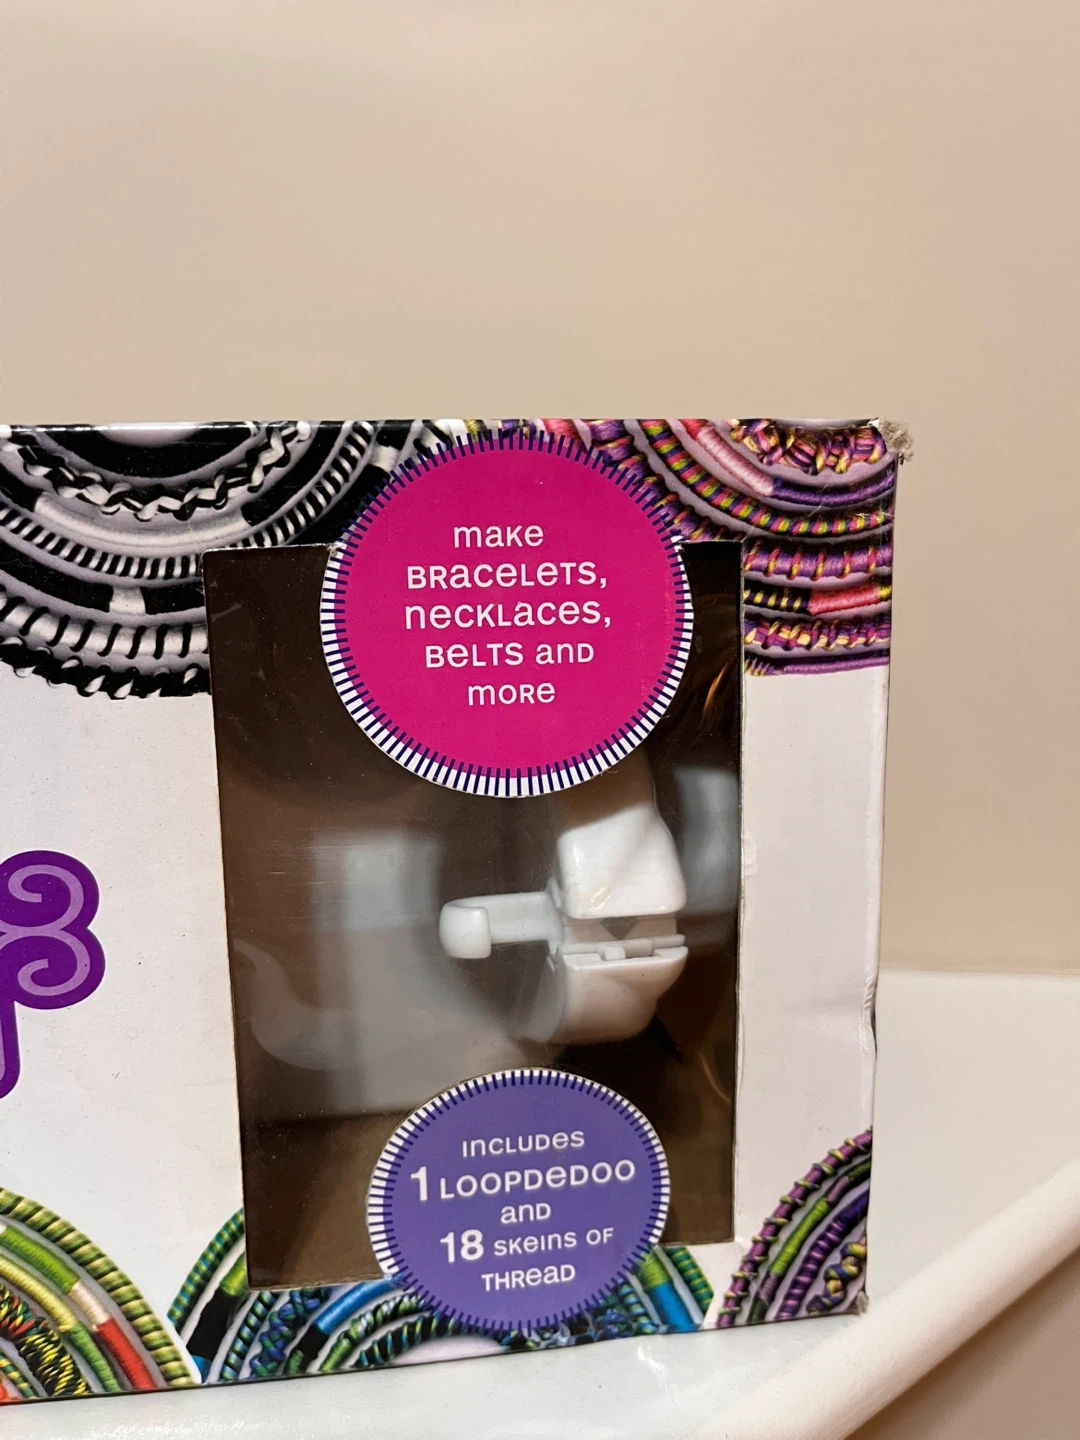 make
BRaceLeTS,
necKLaces,
BeLTS and
more
INCLUDES
1 LOOPDeDOO
and
18 SKeINS OF
THReaD